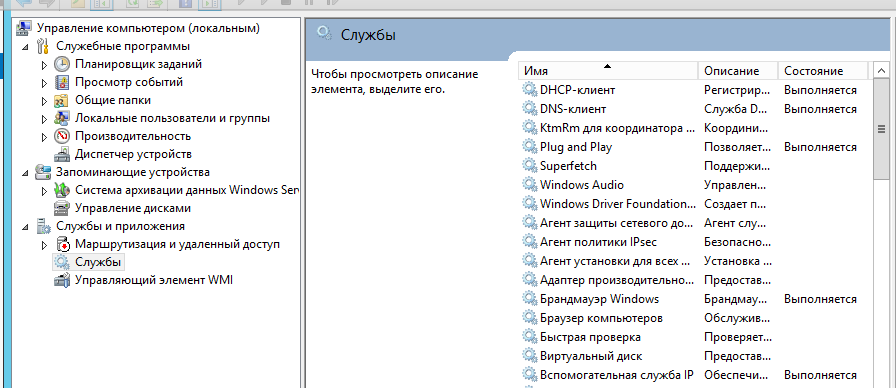 Управление компьютером (локальным)
Служебные программы
Планировщик заданий
Просмотр событий
Общие папки
Локальные пользователи и группы
Производительность
Диспетчер устройств
Запоминающие устройства
Система архивации данных Windows Ser
Управление дисками
Службы и приложения
Маршрутизация и удаленный доступ
Службы
Управляющий элемент WMI
Службы
Чтобы просмотреть описание
элемента, выделите его.
Имя Описание Состояние
DHCP-клиент Регистрир... Выполняется
DNS-клиент Служба D... Выполняется
KtmRm для координатора ... Координи...
Plug and Play Позволяет... Выполняется
Superfetch Поддержи...
Windows Audio Управлен...
Windows Driver Foundation... Создает п...
Агент защиты сетевого до... Агент слу...
Агент политики IPsec Безопасно...
Агент установки для всех ... Установка ...
Адаптер производительно... Предостав...
Брандмауэр Windows Брандмау... Выполняется
Браузер компьютеров Обслужив...
Быстрая проверка Проверяет...
Виртуальный диск Предостав...
Вспомогательная служба IP Обеспечи... Выполняется